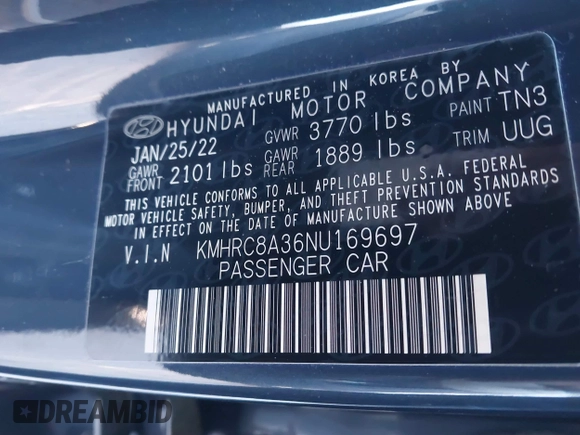 MANUFACTURED IN KOREA BY
HYUNDAI MOTOR COMPANY
JAN/25/22 GVWR 3770 lbs PAINT TN3
GAWR FRONT 2101 lbs GAWR REAR 1889 lbs TRIM UUG
THIS VEHICLE CONFORMS TO ALL APPLICABLE U.S.A. FEDERAL
MOTOR VEHICLE SAFETY, BUMPER, AND THEFT PREVENTION STANDARDS
IN EFFECT ON THE DATE OF MANUFACTURE SHOWN ABOVE
V.I.N KMHRC8A36NU169697
PASSENGER CAR
DREAMBID